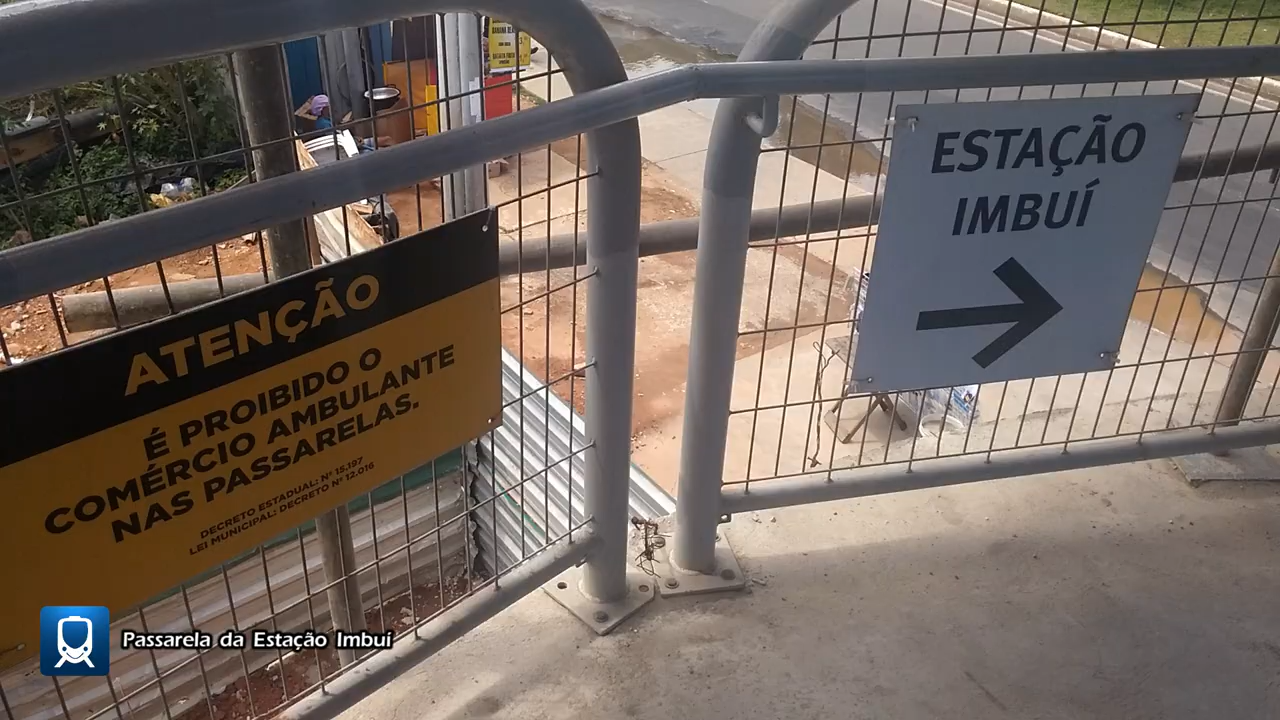 ATENÇÃO
É PROIBIDO O
COMÉRCIO AMBULANTE
NAS PASSARELAS.
DECRETO ESTADUAL: Nº 15.197
LEI MUNICIPAL: DECRETO Nº 12.016
ESTAÇÃO
IMBUÍ
Passarela da Estação Imbuí